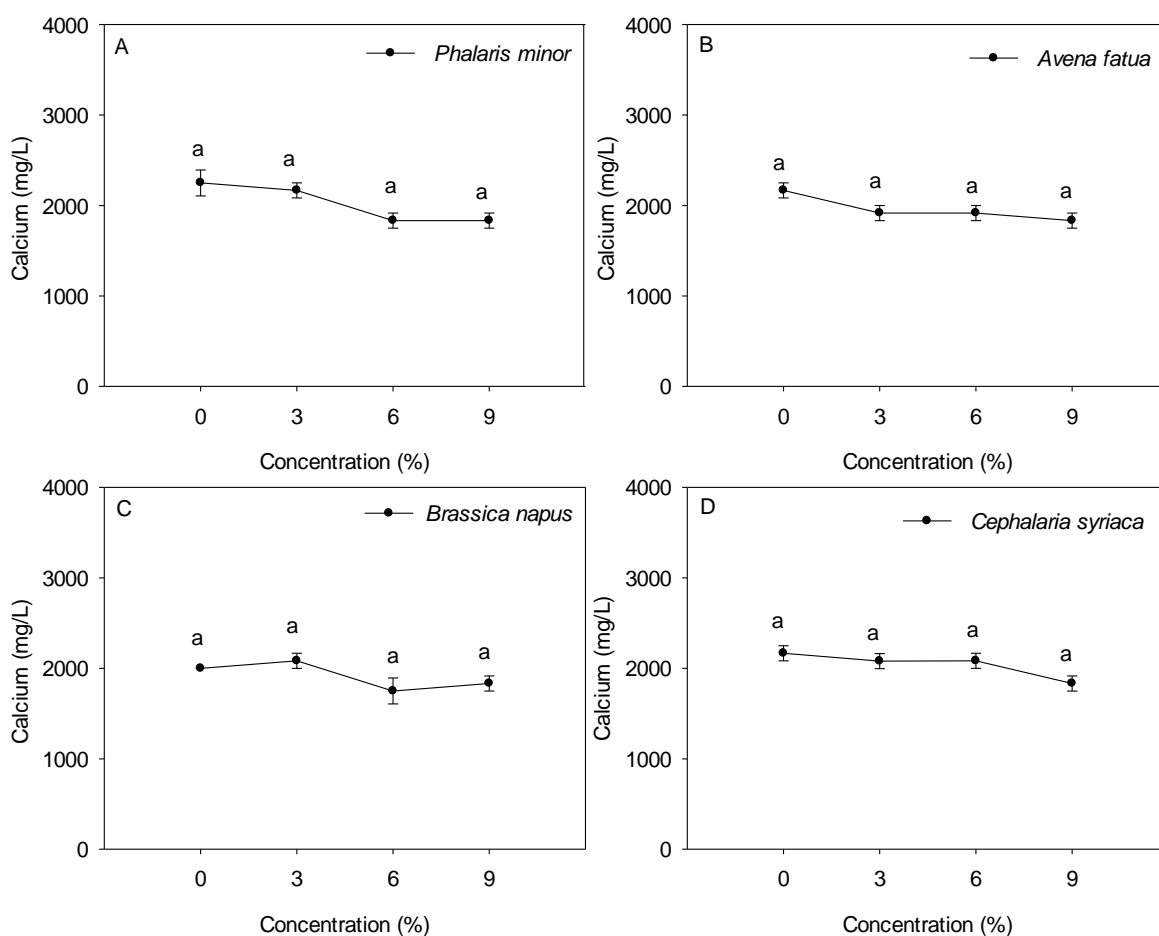 A
Phalaris minor
4000
3000
2000
1000
0
Calcium (mg/L)
a
a
a
a
0 3 6 9
Concentration (%)
B
Avena fatua
4000
3000
2000
1000
0
Calcium (mg/L)
a
a
a
a
0 3 6 9
Concentration (%)
C
Brassica napus
4000
3000
2000
1000
0
Calcium (mg/L)
a
a
a
a
0 3 6 9
Concentration (%)
D
Cephalaria syriaca
4000
3000
2000
1000
0
Calcium (mg/L)
a
a
a
a
0 3 6 9
Concentration (%)